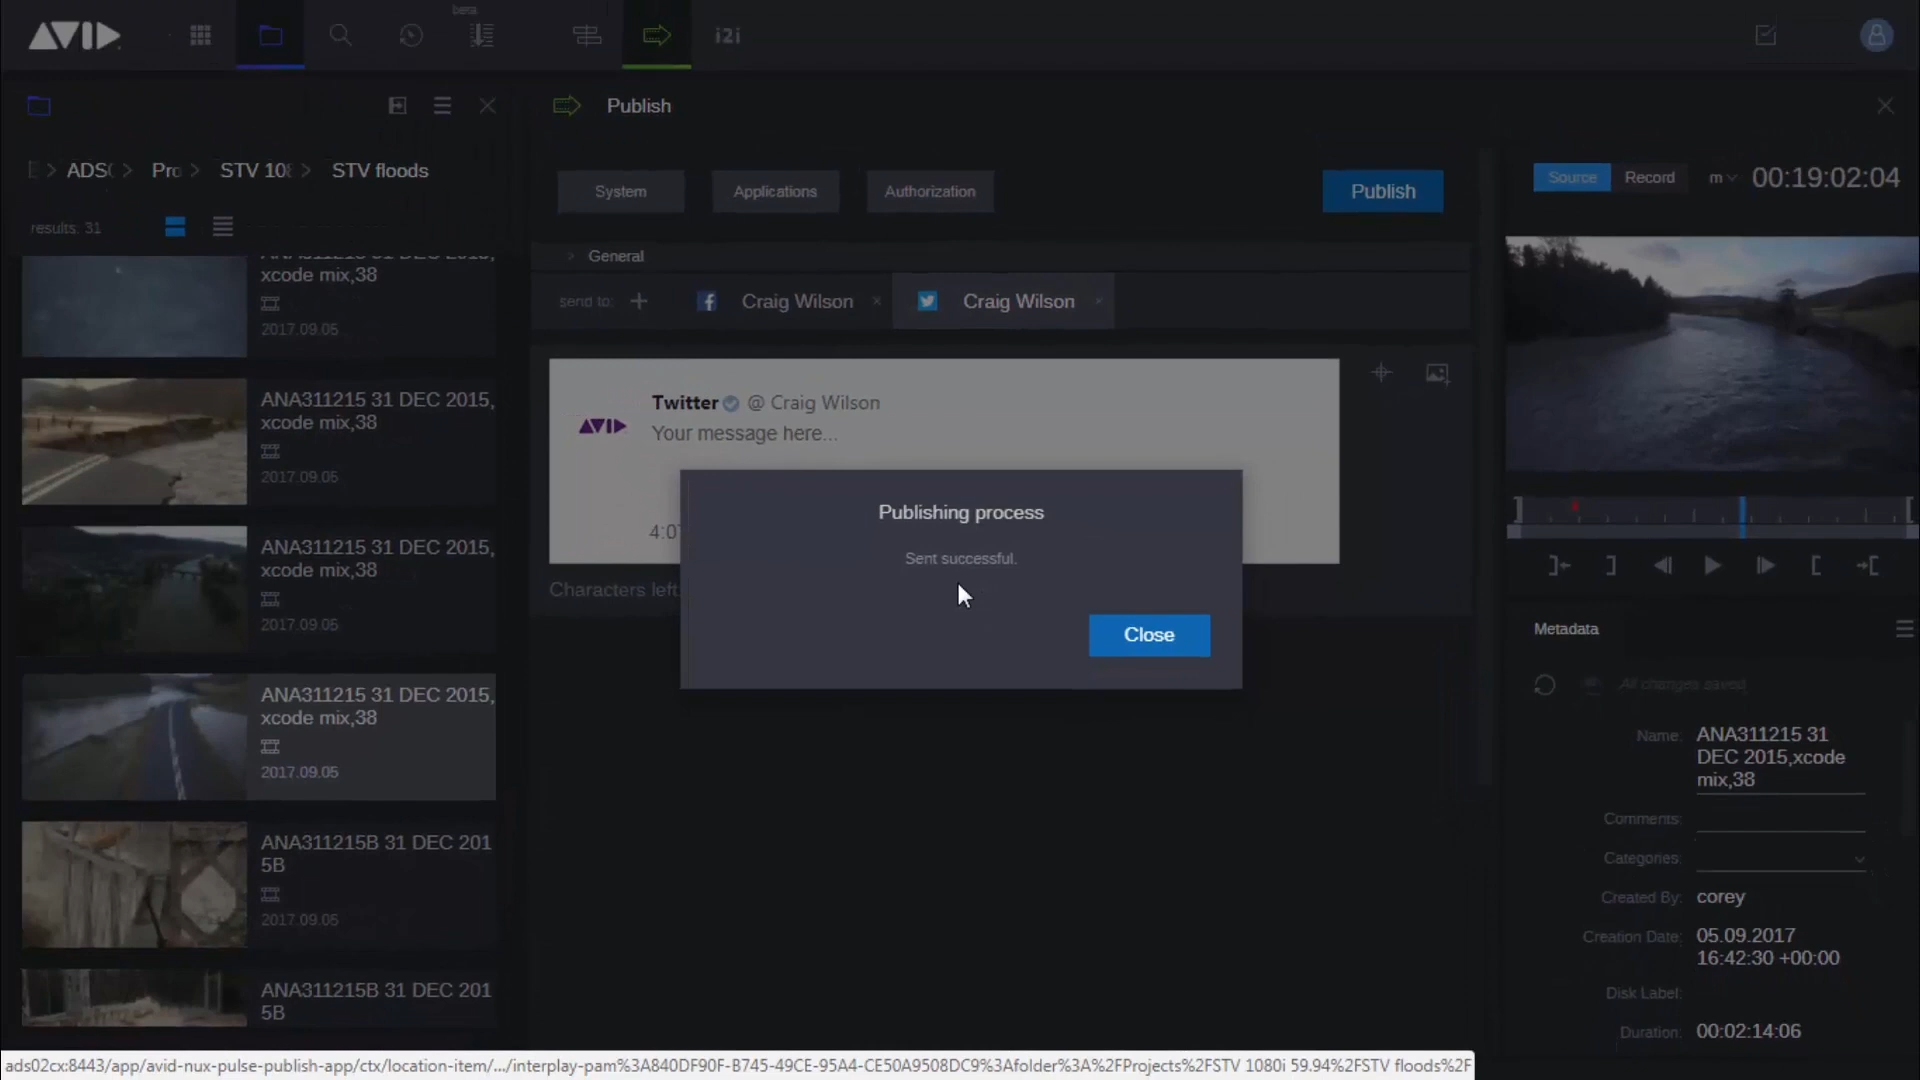 AVID
beta
i2i
Publish
ADS
Pro
STV 108
STV floods
results: 31
xcode mix,38
2017.09.05
ANA311215 31 DEC 2015,
xcode mix,38
2017.09.05
ANA311215 31 DEC 2015,
xcode mix,38
2017.09.05
ANA311215 31 DEC 2015,
xcode mix,38
2017.09.05
ANA311215B 31 DEC 201
5B
2017.09.05
ANA311215B 31 DEC 201
5B
System
Applications
Authorization
Publish
General
send to:
Craig Wilson
Craig Wilson
AVID
Twitter @ Craig Wilson
Your message here...
4:07
Characters left
Publishing process
Sent successful.
Close
Source
Record
m
00:19:02:04
Metadata
All changes saved
Name: ANA311215 31
DEC 2015,xcode
mix,38
Comments:
Categories:
Created By: corey
Creation Date: 05.09.2017
16:42:30 +00:00
Disk Label:
Duration: 00:02:14:06
ads02cx:8443/app/avid-nux-pulse-publish-app/ctx/location-item/.../interplay-pam%3A840DF90F-B745-49CE-95A4-CE50A9508DC9%3Afolder%3A%2FProjects%2FSTV 1080i 59.94%2FSTV floods%2F